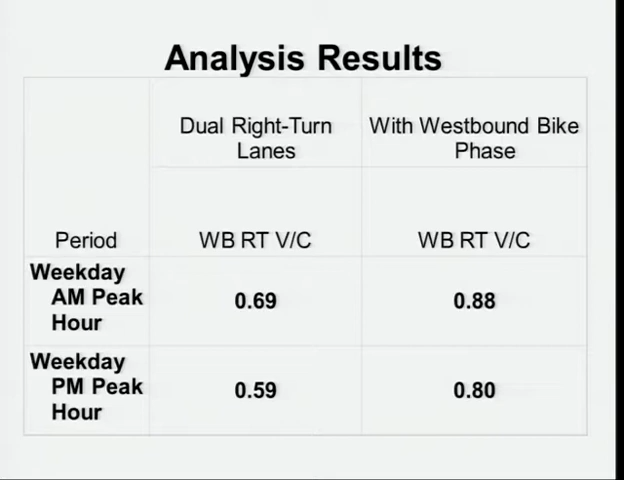 Analysis Results
Dual Right-Turn
Lanes
With Westbound Bike
Phase
Period
WB RT V/C
WB RT V/C
Weekday
AM Peak
Hour
0.69
0.88
Weekday
PM Peak
Hour
0.59
0.80